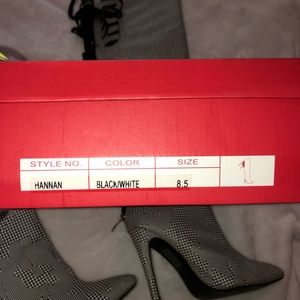 STYLE NO. COLOR SIZE
HANNAN BLACK/WHITE 8.5